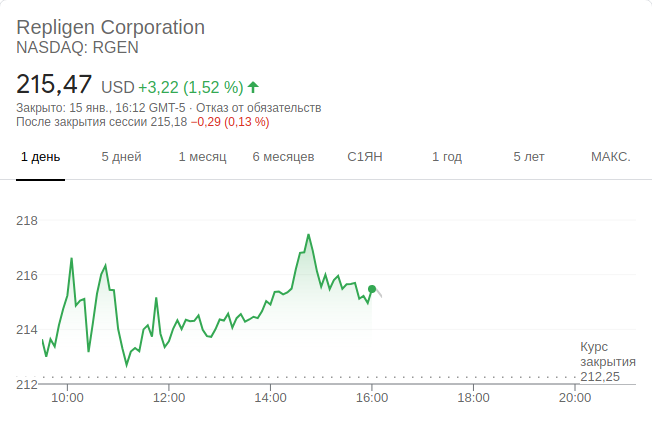 Repligen Corporation
NASDAQ: RGEN
215,47 USD +3,22 (1,52 %)
Закрыто: 15 янв., 16:12 GMT-5 · Отказ от обязательств
После закрытия сессии 215,18 −0,29 (0,13 %)
1 день 5 дней 1 месяц 6 месяцев С1ЯН 1 год 5 лет МАКС.
218
216
214
Курс
закрытия
212,25
212
10:00 12:00 14:00 16:00 18:00 20:00